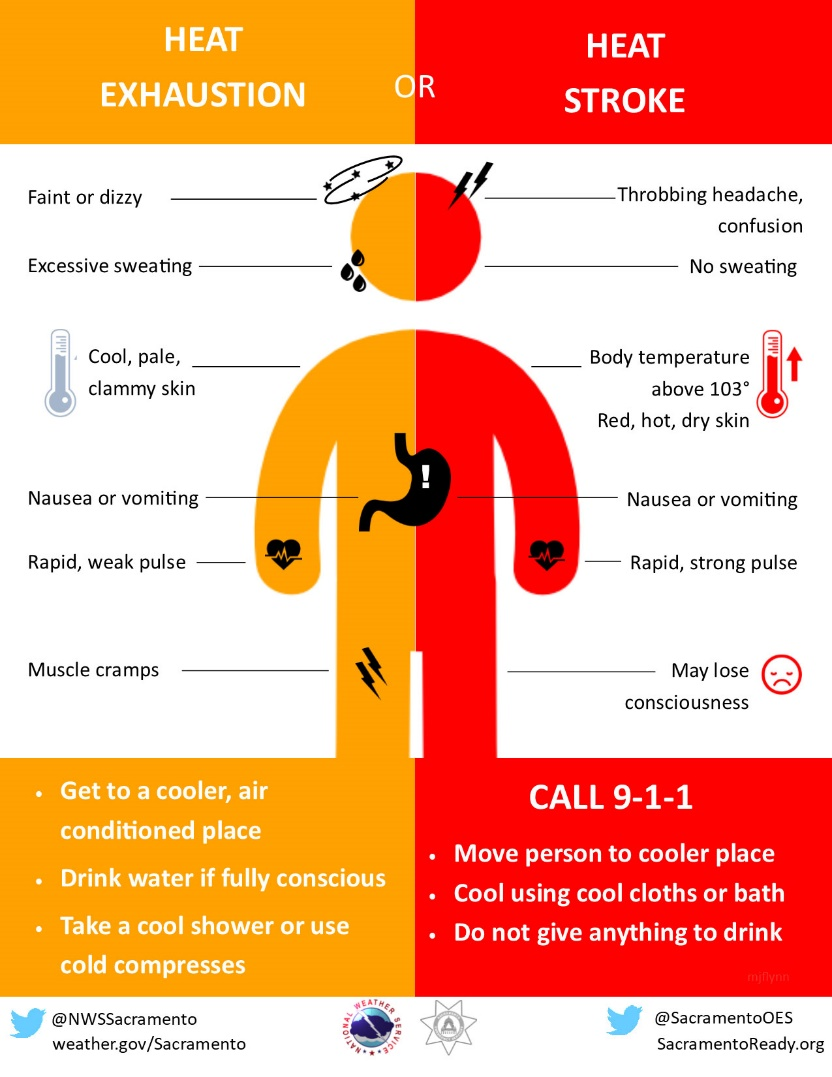 HEAT
EXHAUSTION
OR
HEAT
STROKE
Faint or dizzy
Excessive sweating
Cool, pale,
clammy skin
Nausea or vomiting
Rapid, weak pulse
Muscle cramps
Throbbing headache,
confusion
No sweating
Body temperature
above 103°
Red, hot, dry skin
!
Nausea or vomiting
Rapid, strong pulse
May lose
consciousness
• Get to a cooler, air
conditioned place
• Drink water if fully conscious
• Take a cool shower or use
cold compresses
CALL 9-1-1
• Move person to cooler place
• Cool using cool cloths or bath
• Do not give anything to drink
mjflynn
@NWSSacramento
weather.gov/Sacramento
NATIONAL WEATHER SERVICE
@SacramentoOES
SacramentoReady.org